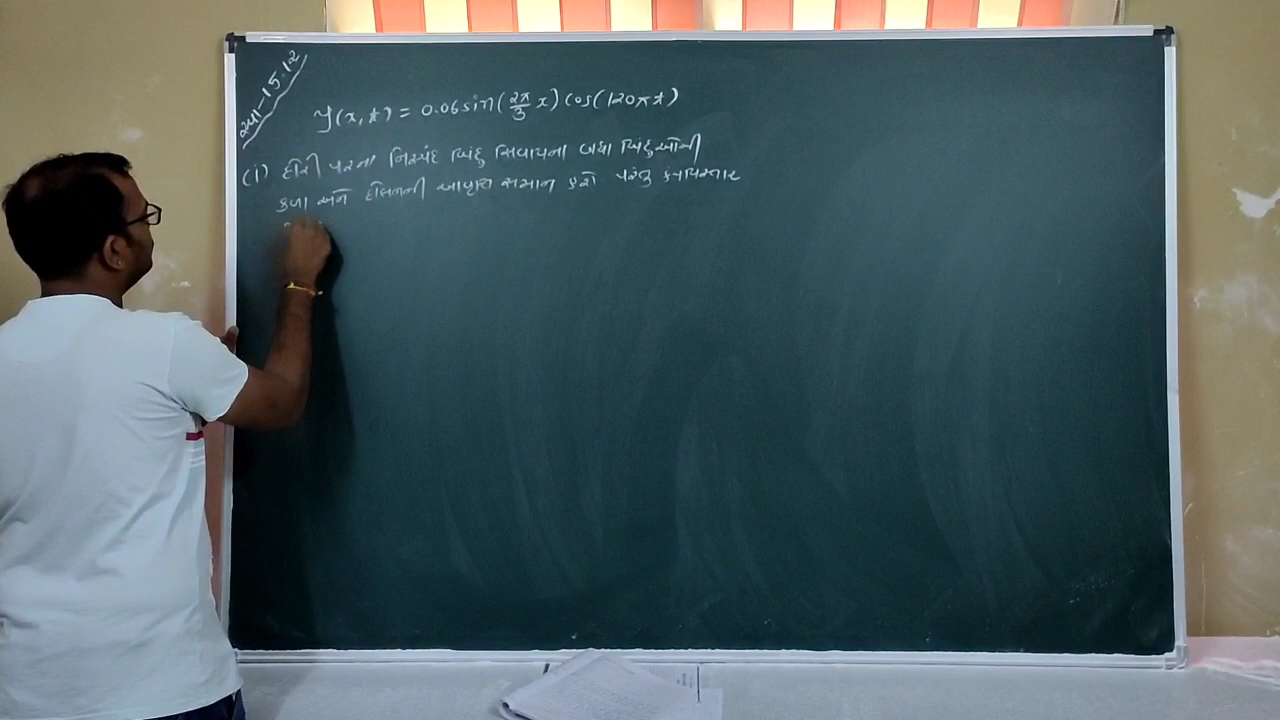 સ્વા-15.12
y(x,t) = 0.06 sin(2π/3 x) cos(120πt)
(i) દોરી પરના નિસ્પંદ બિંદુ સિવાયના બધા બિંદુઓની
કળા અને દોલનની આવૃત્તિ સમાન હશે પરંતુ કંપવિસ્તાર